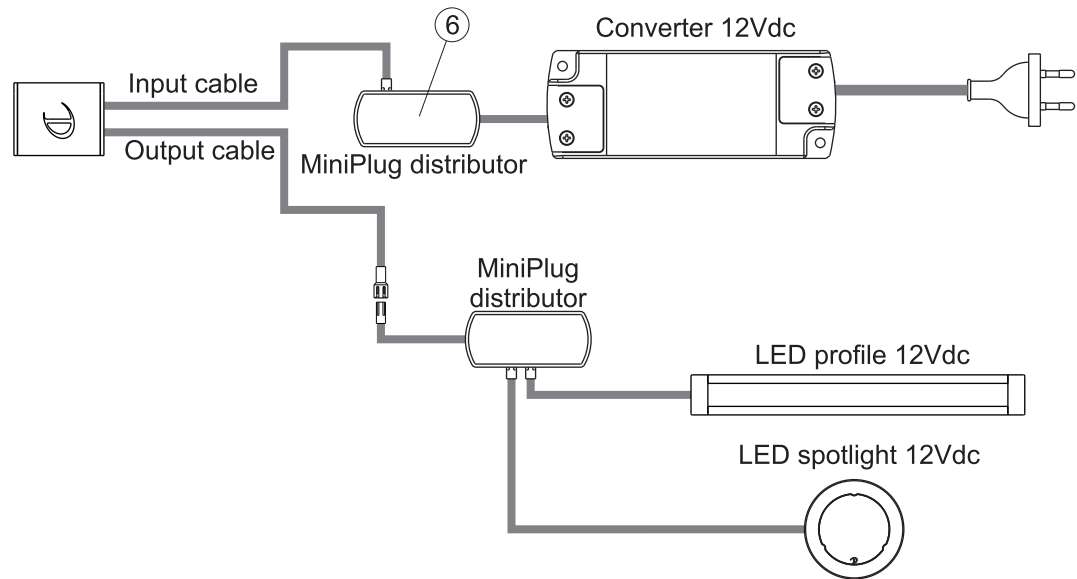 6
Converter 12Vdc
Input cable
Output cable
MiniPlug distributor
MiniPlug
distributor
LED profile 12Vdc
LED spotlight 12Vdc